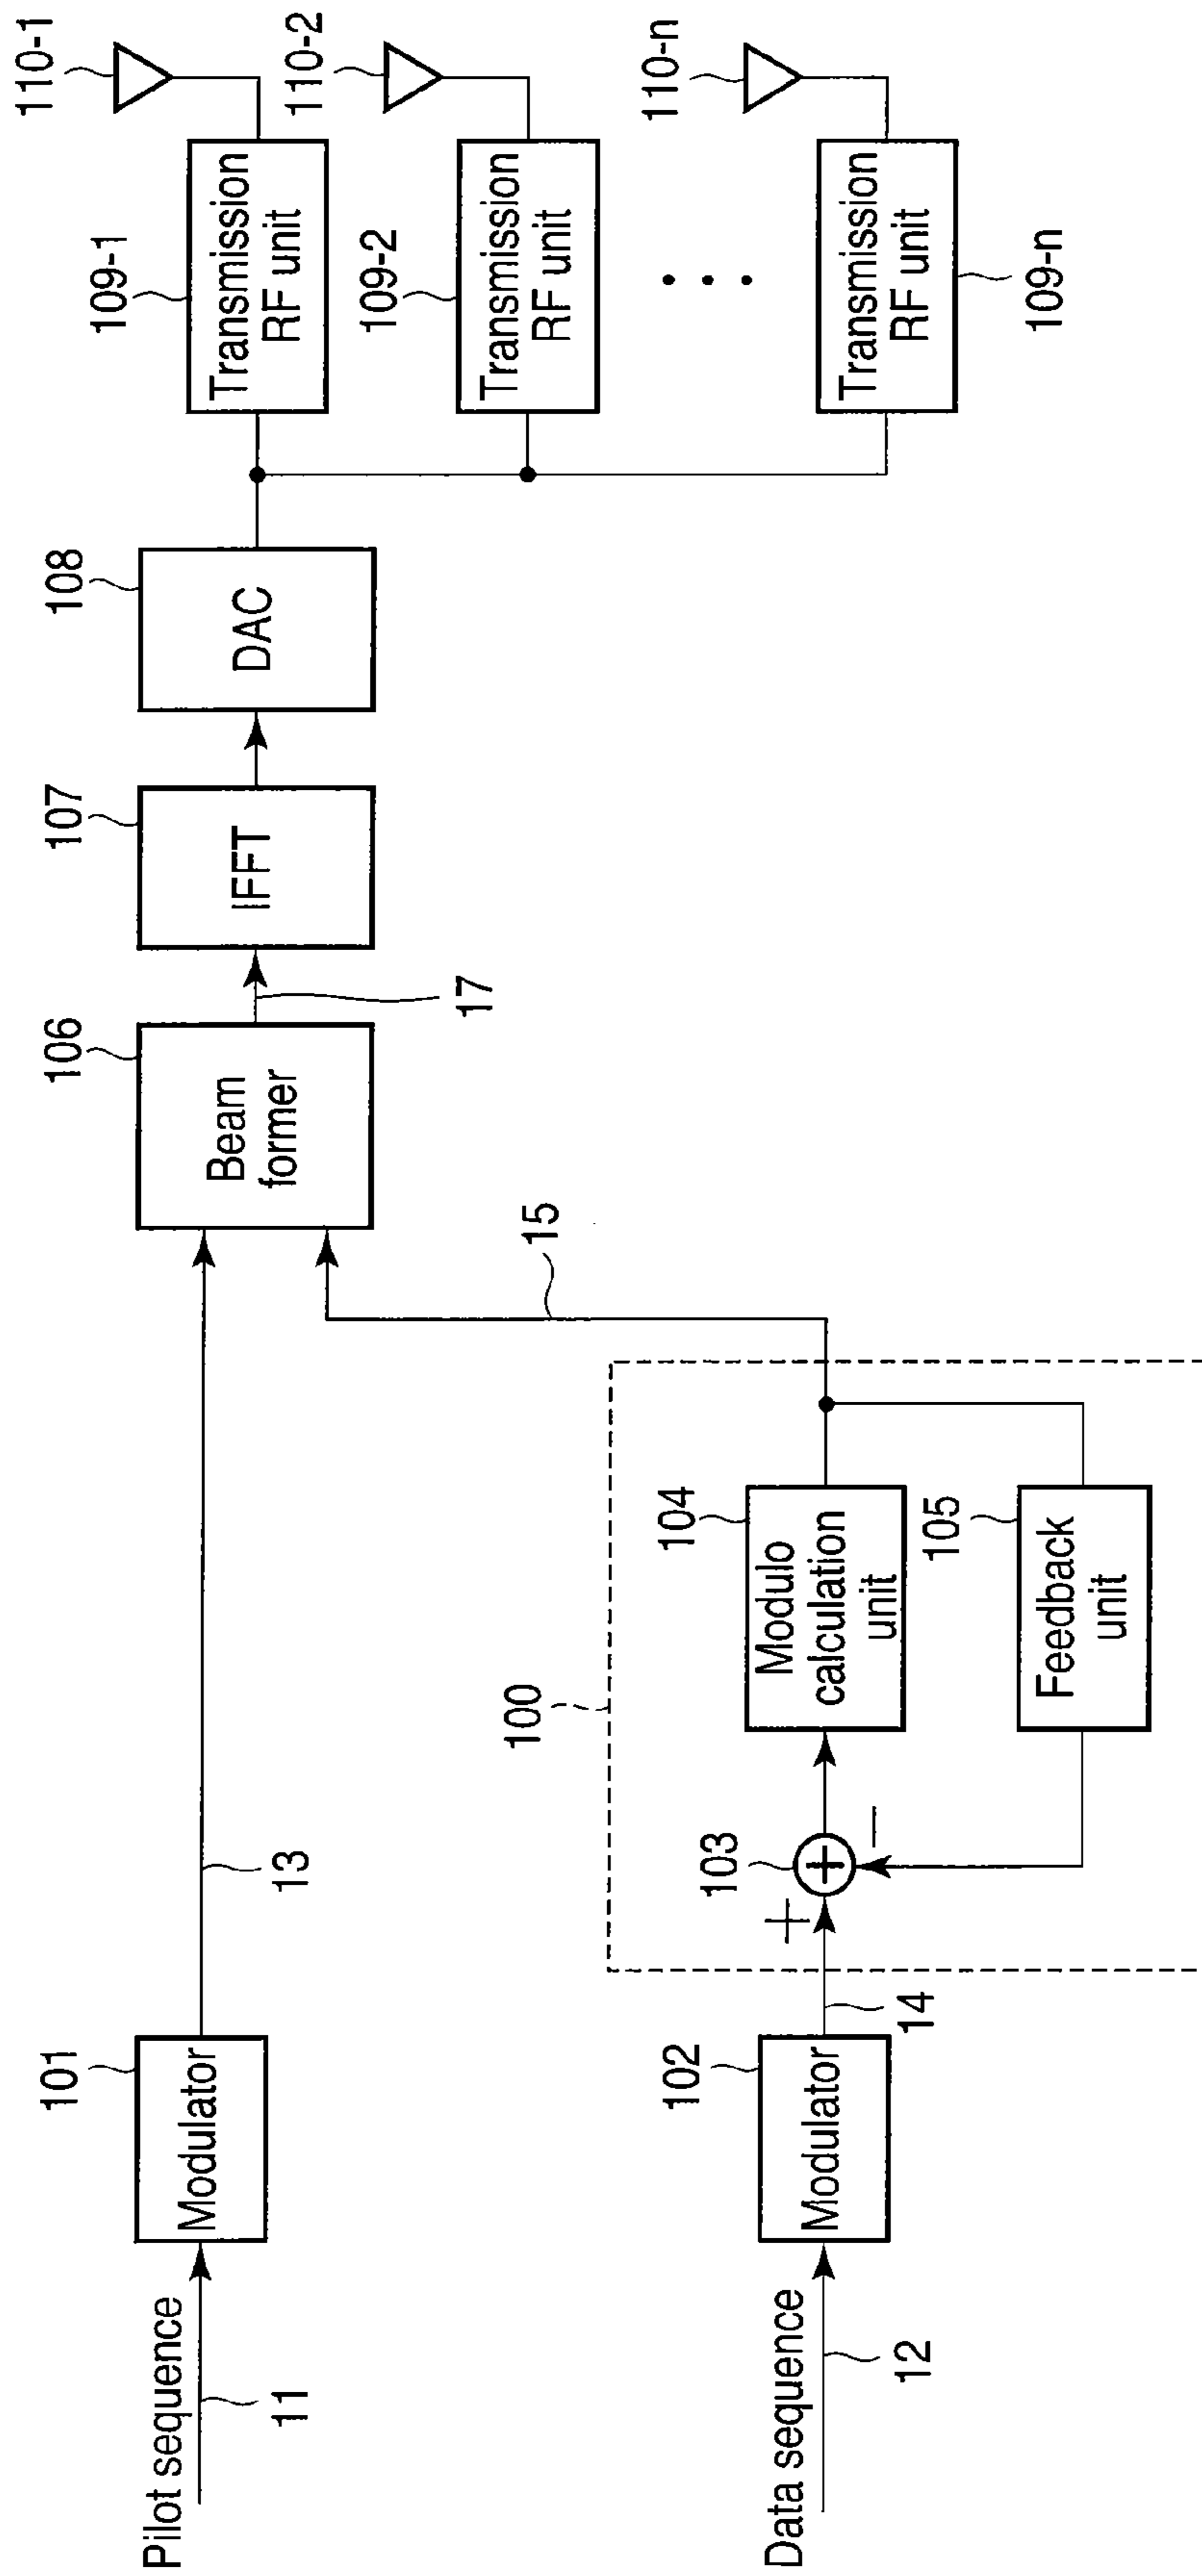 Pilot sequence
11
101
Modulator
13
106
Beam
former
17
107
IFFT
108
DAC
109-1
Transmission
RF unit
110-1
109-2
Transmission
RF unit
110-2
• • •
109-n
Transmission
RF unit
110-n
Data sequence
12
102
Modulator
14
100
103
+
+
−
104
Modulo
calculation
unit
105
Feedback
unit
15